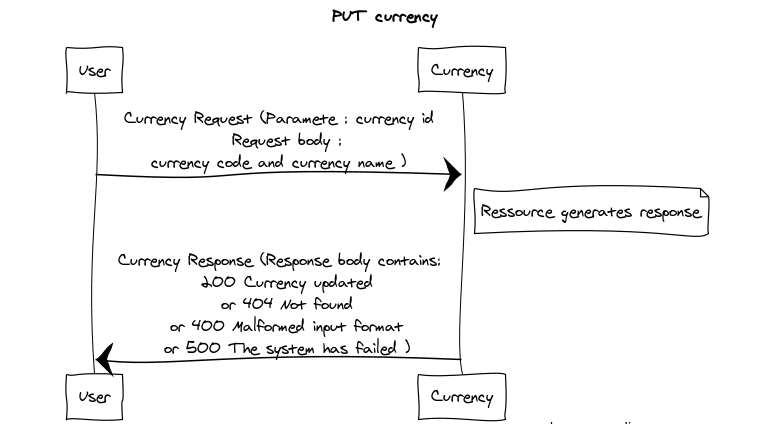 PUT currency
User
Currency
Currency Request (Paramete : currency id
Request body :
currency code and currency name )
Ressource generates response
Currency Response (Response body contains:
200 Currency updated
or 404 Not found
or 400 Malformed input format
or 500 The system has failed )
User
Currency